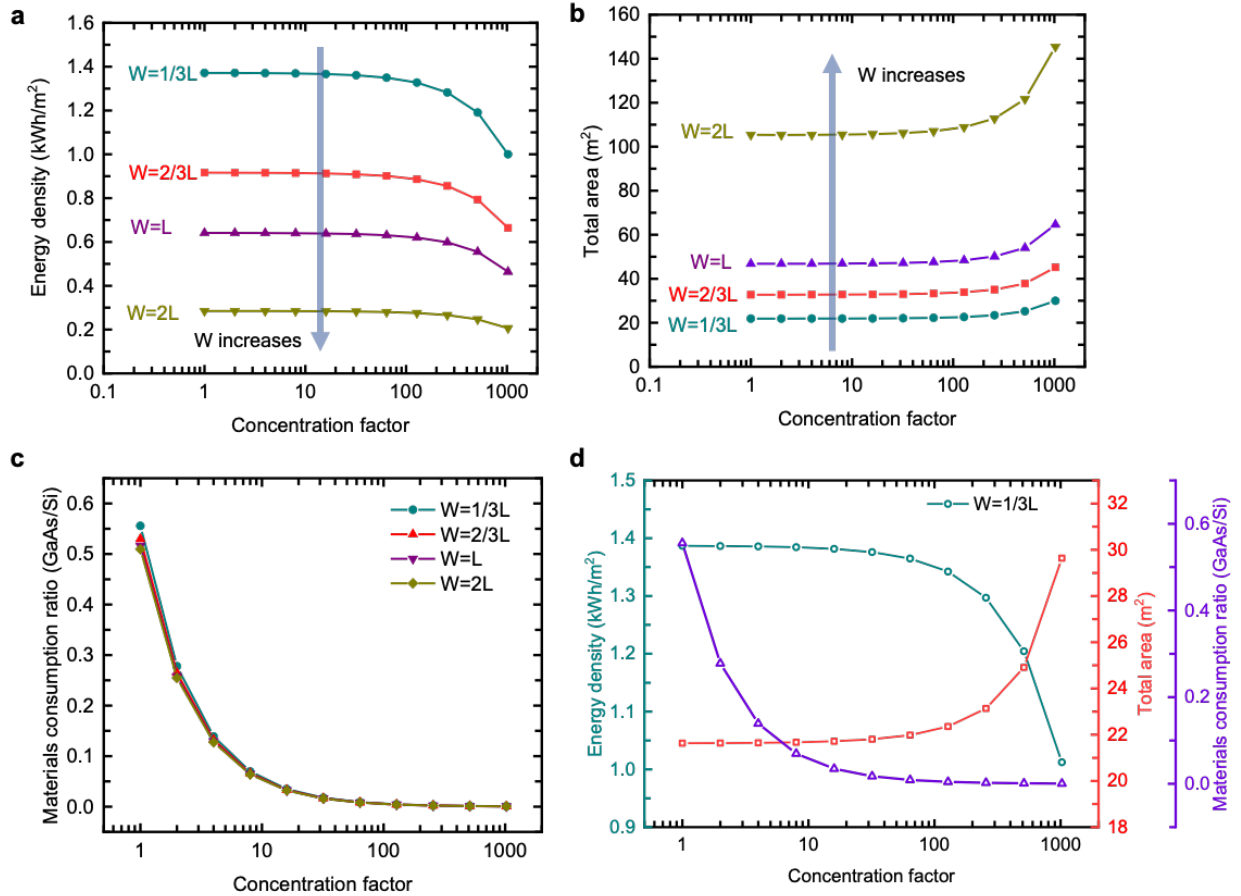 a
Energy density (kWh/m²)
1.6
1.4
1.2
1.0
0.8
0.6
0.4
0.2
0.0
W=1/3L
W=2/3L
W=L
W=2L
W increases
0.1
1
10
100
1000
Concentration factor
b
Total area (m²)
160
140
120
100
80
60
40
20
0
W increases
W=2L
W=L
W=2/3L
W=1/3L
0.1
1
10
100
1000
Concentration factor
c
Materials consumption ratio (GaAs/Si)
0.6
0.5
0.4
0.3
0.2
0.1
0.0
W=1/3L
W=2/3L
W=L
W=2L
1
10
100
1000
Concentration factor
d
Energy density (kWh/m²)
1.5
1.4
1.3
1.2
1.1
1.0
0.9
W=1/3L
1
10
100
1000
Concentration factor
32
30
28
26
25
22
21
20
18
Total area (m²)
0.6
0.4
0.2
0.0
Materials consumption ratio (GaAs/Si)